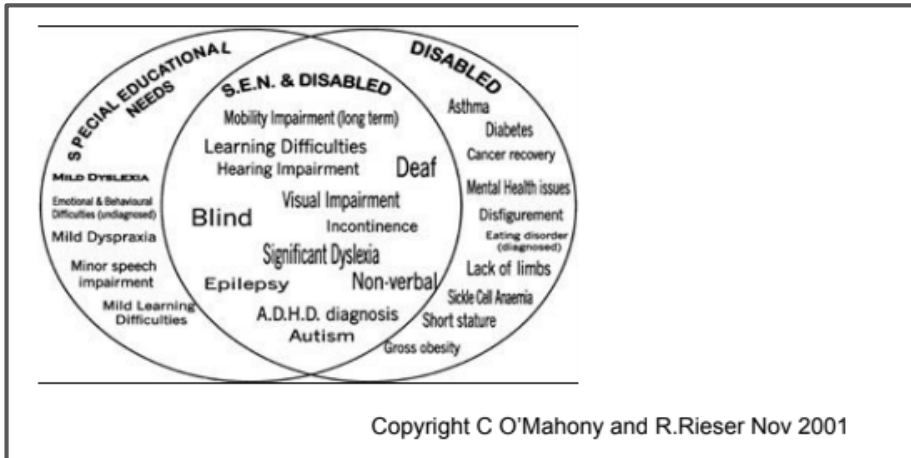 SPECIAL EDUCATIONAL
NEEDS
MILD DYSLEXIA
Emotional & Behavioural
Difficulties (undiagnosed)
Mild Dyspraxia
Minor speech
impairment
Mild Learning
Difficulties
S.E.N. & DISABLED
Mobility Impairment (long term)
Learning Difficulties
Hearing Impairment
Deaf
Visual Impairment
Blind
Incontinence
Significant Dyslexia
Epilepsy
Non-verbal
A.D.H.D. diagnosis
Autism
DISABLED
Asthma
Diabetes
Cancer recovery
Mental Health issues
Disfigurement
Eating disorder
(diagnosed)
Lack of limbs
Sickle Cell Anaemia
Short stature
Gross obesity
Copyright C O'Mahony and R.Rieser Nov 2001